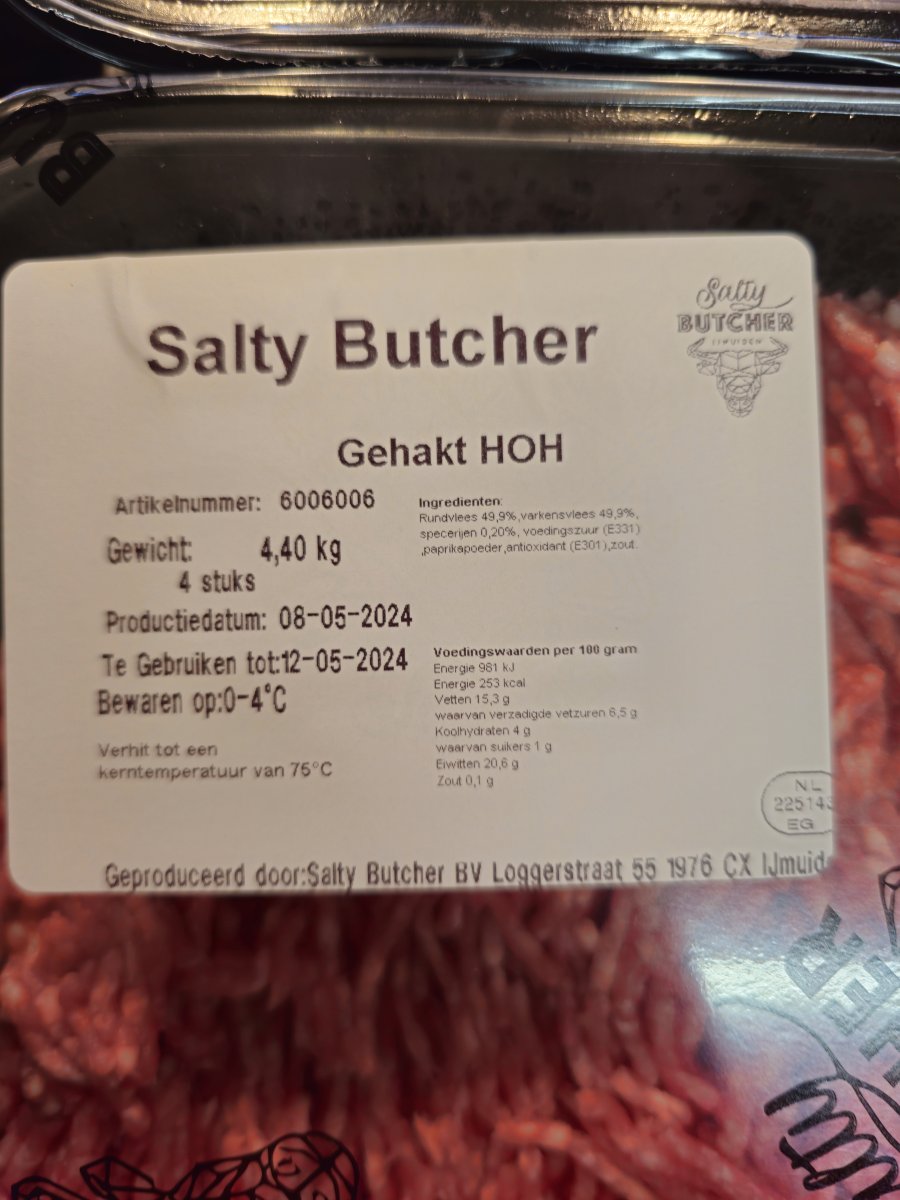 Salty
BUTCHER
IJMUIDEN
Salty Butcher
Gehakt HOH
Artikelnummer: 6006006
Gewicht: 4,40 kg
4 stuks
Productiedatum: 08-05-2024
Te Gebruiken tot:12-05-2024
Bewaren op:0-4°C
Verhit tot een
kerntemperatuur van 75°C
Ingredienten:
Rundvlees 49,9%,varkensvlees 49,9%,
specerijen 0,20%, voedingszuur (E331)
,paprikapoeder,antioxidant (E301),zout.
Voedingswaarden per 100 gram
Energie 981 kJ
Energie 253 kcal
Vetten 15,3 g
waarvan verzadigde vetzuren 6,5 g
Koolhydraten 4 g
waarvan suikers 1 g
Eiwitten 20,6 g
Zout 0,1 g
NL
225143
EG
Geproduceerd door:Salty Butcher BV Loggerstraat 55 1976 CX IJmuid